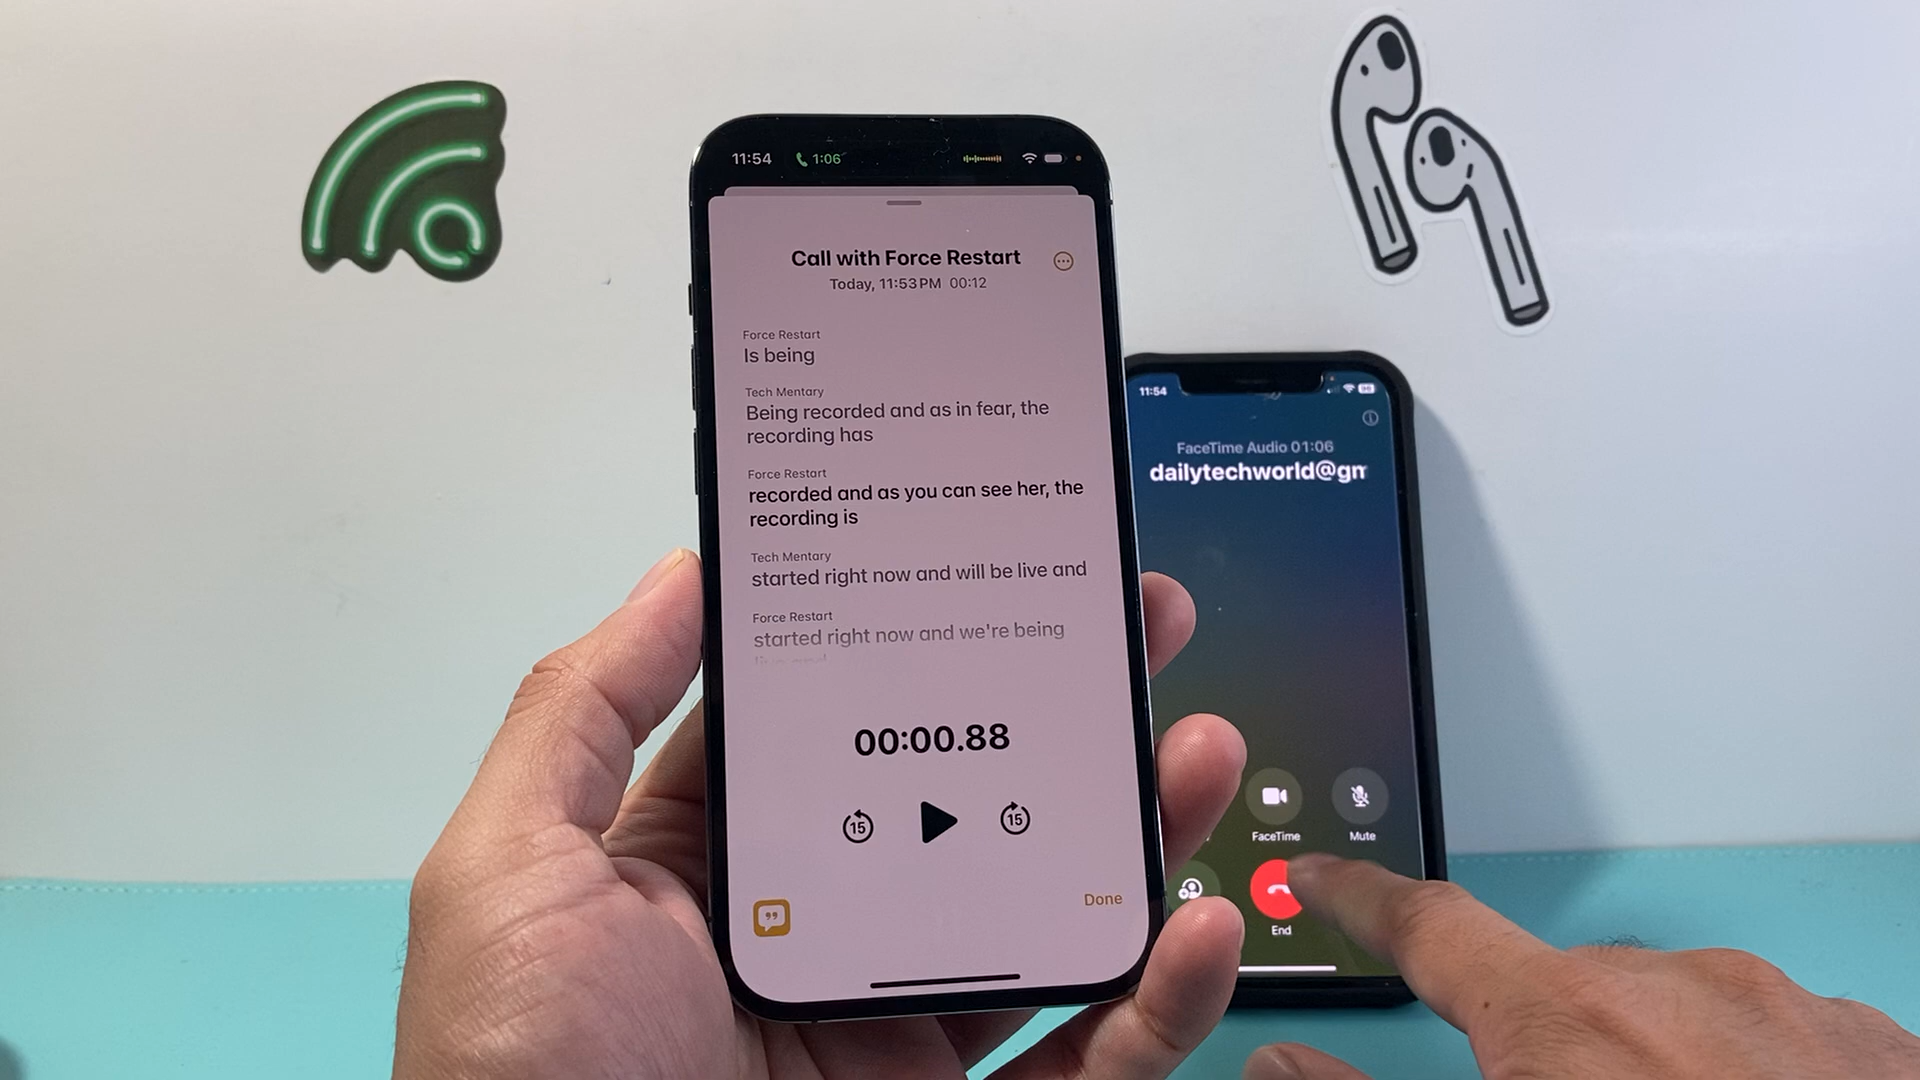 11:54 1:06
Call with Force Restart
Today, 11:53 PM 00:12
Force Restart
Is being
Tech Mentary
Being recorded and as in fear, the
recording has
Force Restart
recorded and as you can see her, the
recording is
Tech Mentary
started right now and will be live and
Force Restart
started right now and we're being
live and
00:00.88
15
15
Done
11:54
FaceTime Audio 01:06
dailytechworld@gm
FaceTime
Mute
End